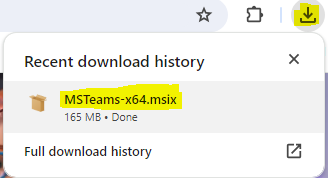 Recent download history
MSTeams-x64.msix
165 MB • Done
Full download history